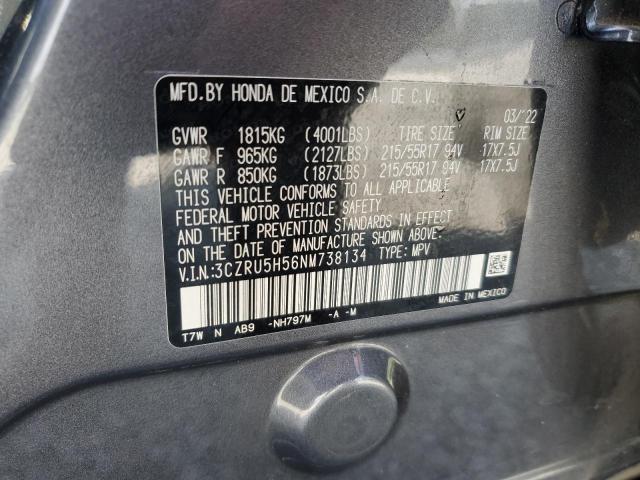 MFD.BY HONDA DE MEXICO S.A. DE C.V.
03/22
GVWR 1815KG (4001LBS) TIRE SIZE RIM SIZE
GAWR F 965KG (2127LBS) 215/55R17 94V 17X7.5J
GAWR R 850KG (1873LBS) 215/55R17 94V 17X7.5J
THIS VEHICLE CONFORMS TO ALL APPLICABLE
FEDERAL MOTOR VEHICLE SAFETY
AND THEFT PREVENTION STANDARDS IN EFFECT
ON THE DATE OF MANUFACTURE SHOWN ABOVE.
V.I.N.:3CZRU5H56NM738134 TYPE: MPV
T7W N AB9 -NH797M -A -M
MADE IN MEXICO